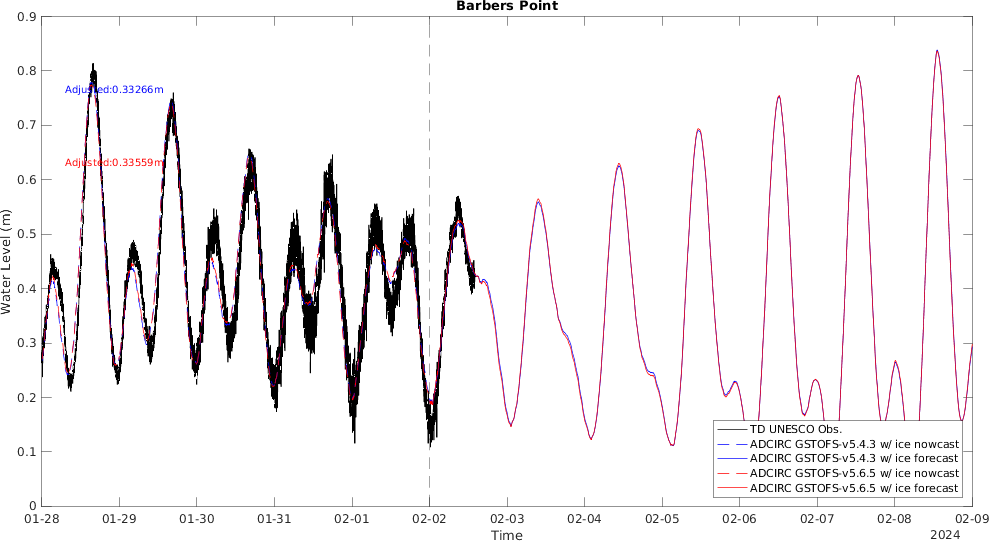 Barbers Point
0.9
0.8
0.7
0.6
0.5
0.4
0.3
0.2
0.1
0
Water Level (m)
Adjusted:0.33266m
Adjusted:0.33559m
TD UNESCO Obs.
ADCIRC GSTOFS-v5.4.3 w/ ice nowcast
ADCIRC GSTOFS-v5.4.3 w/ ice forecast
ADCIRC GSTOFS-v5.6.5 w/ ice nowcast
ADCIRC GSTOFS-v5.6.5 w/ ice forecast
01-28 01-29 01-30 01-31 02-01 02-02 02-03 02-04 02-05 02-06 02-07 02-08 02-09
Time
2024